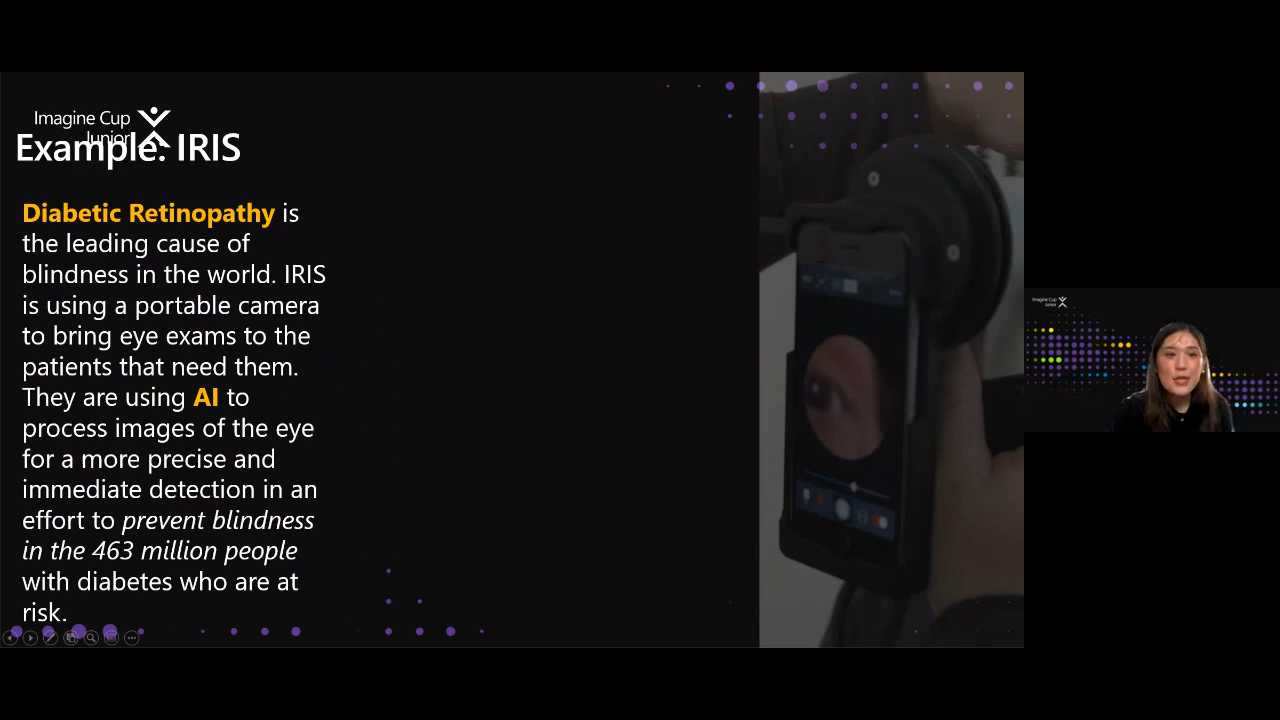 Imagine Cup
Junior
Example: IRIS
Diabetic Retinopathy is
the leading cause of
blindness in the world. IRIS
is using a portable camera
to bring eye exams to the
patients that need them.
They are using AI to
process images of the eye
for a more precise and
immediate detection in an
effort to prevent blindness
in the 463 million people
with diabetes who are at
risk.
Imagine Cup
Junior